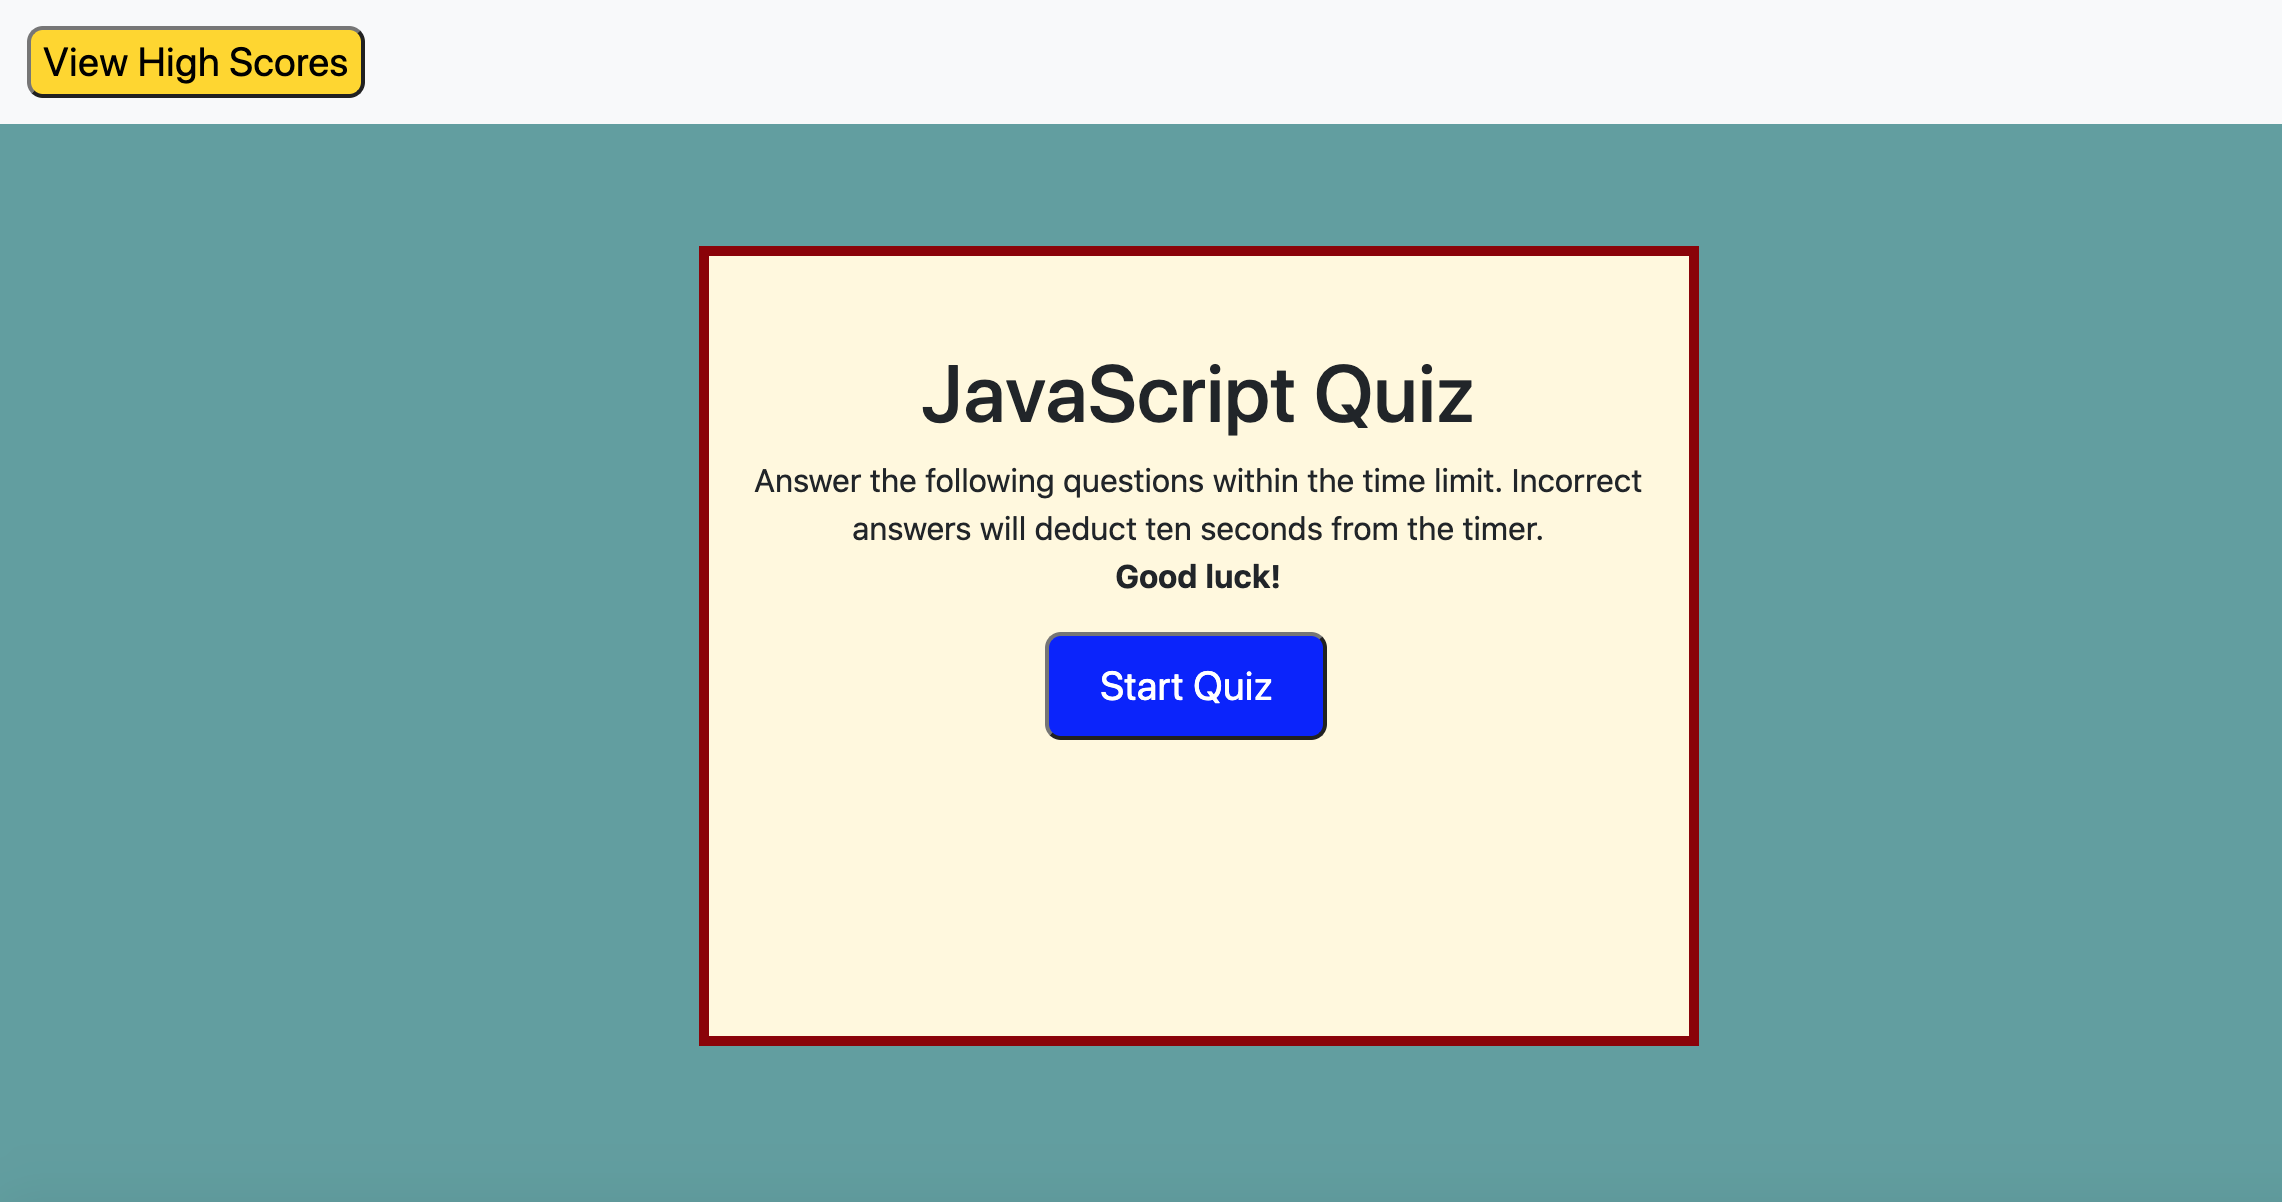 View High Scores
JavaScript Quiz
Answer the following questions within the time limit. Incorrect
answers will deduct ten seconds from the timer.
Good luck!
Start Quiz